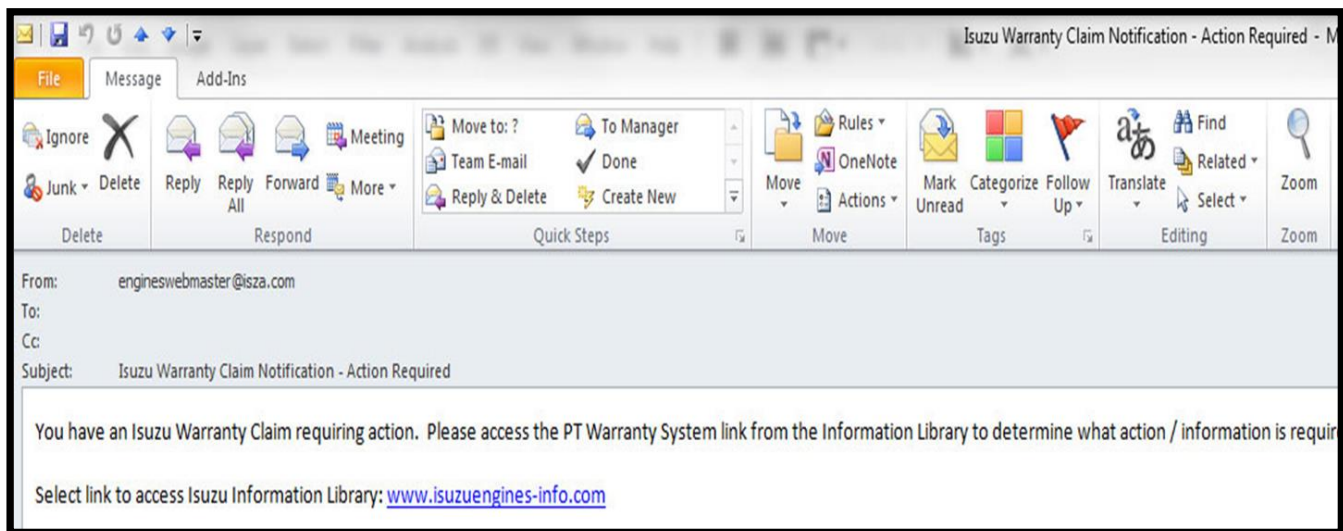 Isuzu Warranty Claim Notification - Action Required - M
File Message Add-Ins
Ignore
Junk
Delete
Reply
Reply All
Forward
Meeting
More
Move to: ?
Team E-mail
Reply & Delete
To Manager
Done
Create New
Move
Rules
OneNote
Actions
Mark Unread
Categorize
Follow Up
Translate
Find
Related
Select
Zoom
Delete Respond Quick Steps Move Tags Editing Zoom
From: engineswebmaster@isza.com
To:
Cc:
Subject: Isuzu Warranty Claim Notification - Action Required
You have an Isuzu Warranty Claim requiring action. Please access the PT Warranty System link from the Information Library to determine what action / information is requir
Select link to access Isuzu Information Library: www.isuzuengines-info.com